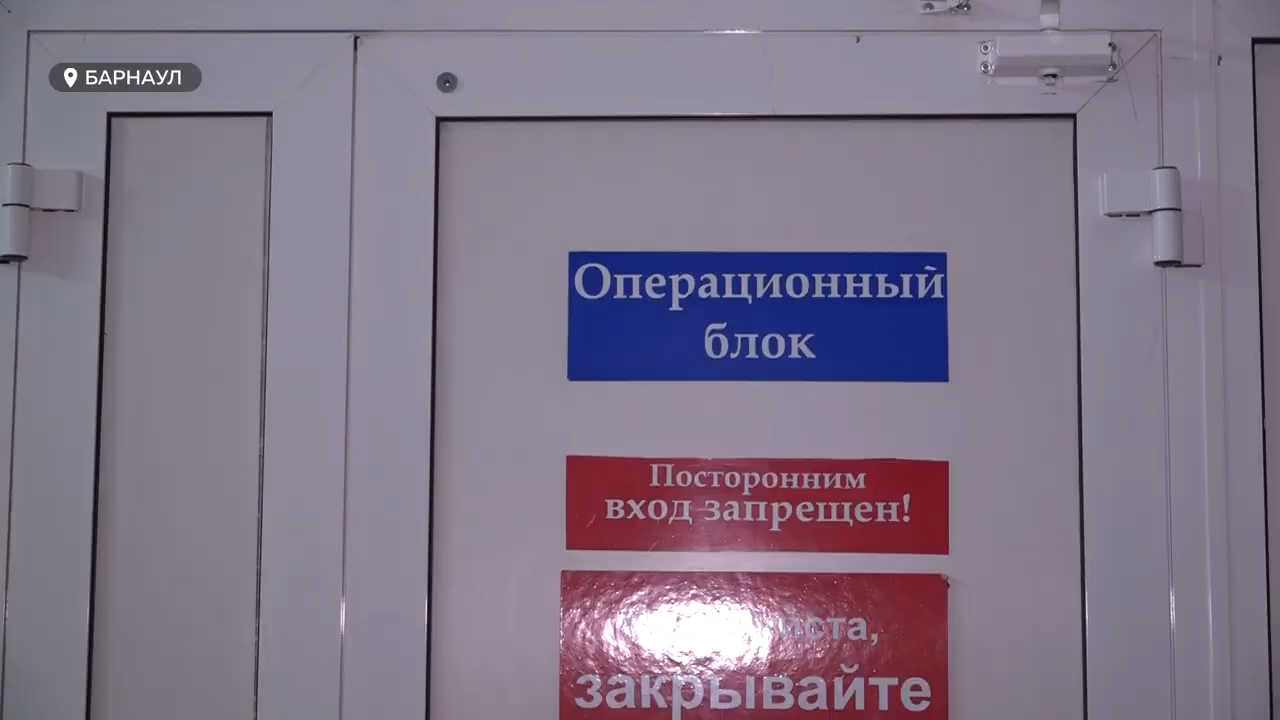 БАРНАУЛ
Операционный
блок
Посторонним
вход запрещен!
закрывайте